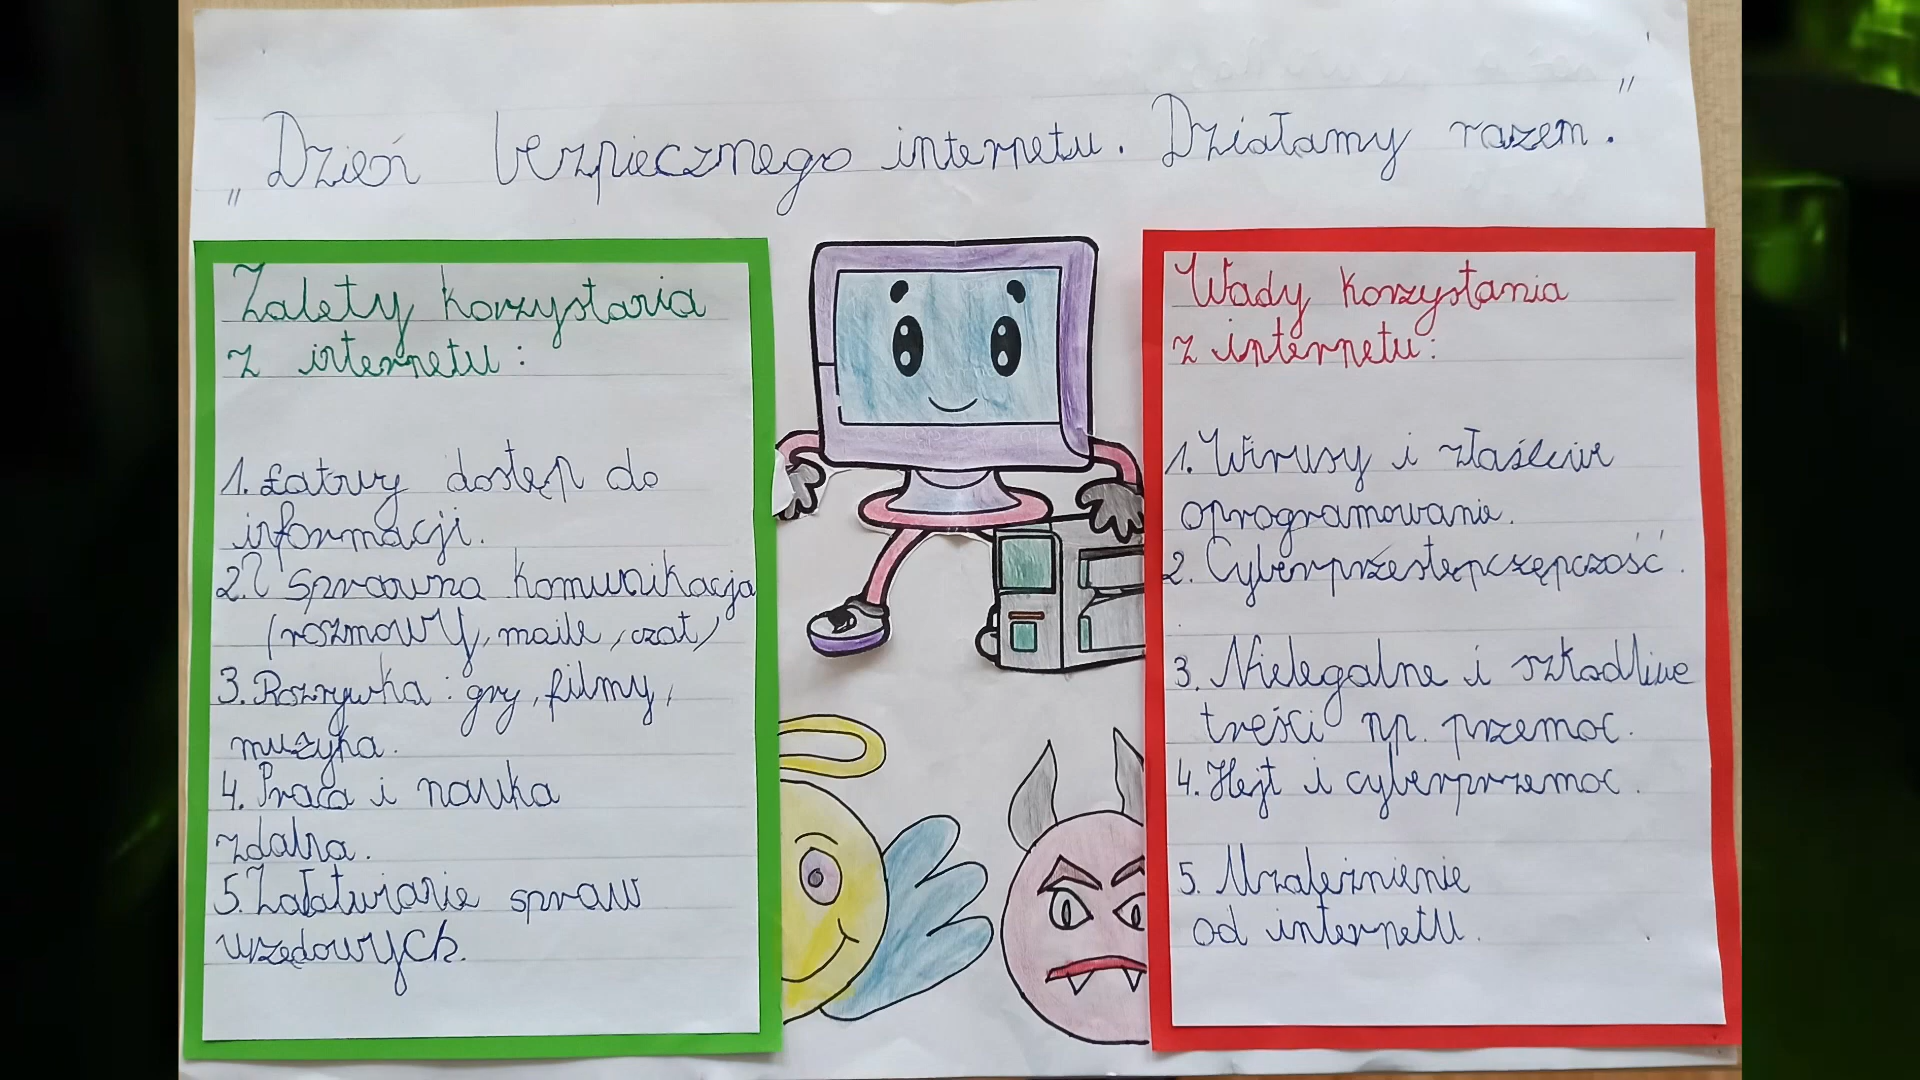 „Dzień bezpiecznego internetu. Działamy razem."
Zalety korzystania
z internetu:
1. Łatwy dostęp do
informacji.
2. Sprawna komunikacja
(rozmowy, maile, czat)
3. Rozrywka: gry, filmy,
muzyka.
4. Praca i nauka
zdalna.
5. Załatwianie spraw
urzędowych.
Wady korzystania
z internetu:
1. Wirusy i złośliwe
oprogramowanie.
2. Cyberprzestępczępczość.
3. Nielegalne i szkodliwe
treści np. przemoc.
4. Hejt i cyberprzemoc.
5. Uzależnienie
od internetu.